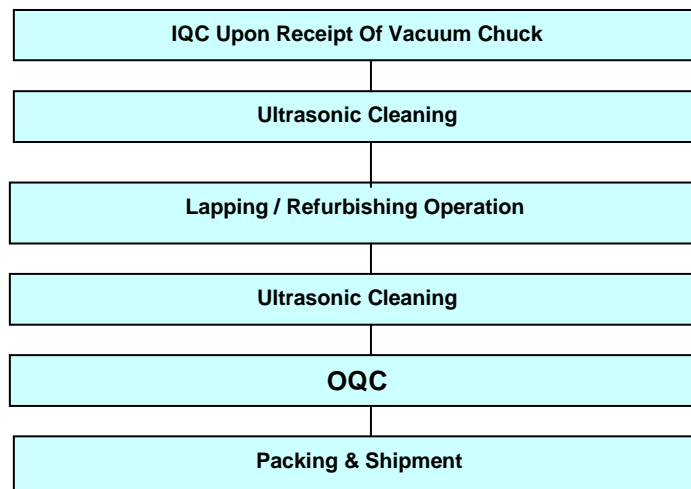 IQC Upon Receipt Of Vacuum Chuck
Ultrasonic Cleaning
Lapping / Refurbishing Operation
Ultrasonic Cleaning
OQC
Packing & Shipment